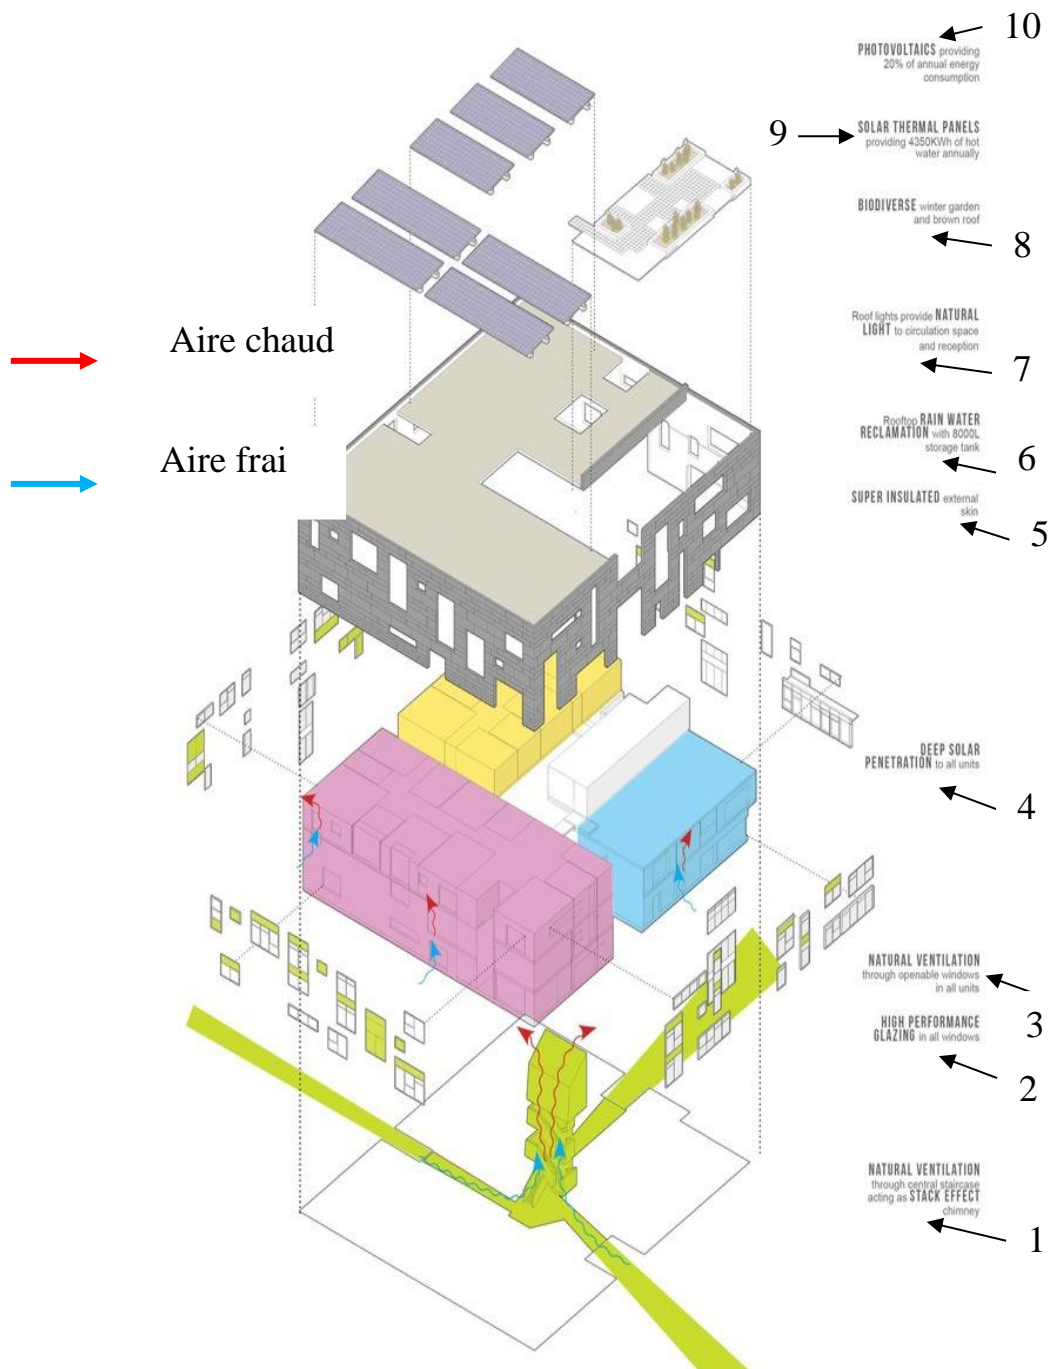 10
PHOTOVOLTAICS providing
20% of annual energy
consumption
9
SOLAR THERMAL PANELS
providing 4350KWh of hot
water annually
BIODIVERSE winter garden
and brown roof
8
Roof lights provide NATURAL
LIGHT to circulation space
and reception
7
Aire chaud
Rooftop RAIN WATER
RECLAMATION with 8000L
storage tank
6
Aire frai
SUPER INSULATED external
skin
5
DEEP SOLAR
PENETRATION to all units
4
NATURAL VENTILATION
through openable windows
in all units
3
HIGH PERFORMANCE
GLAZING in all windows
2
NATURAL VENTILATION
through central staircase
acting as STACK EFFECT
chimney
1